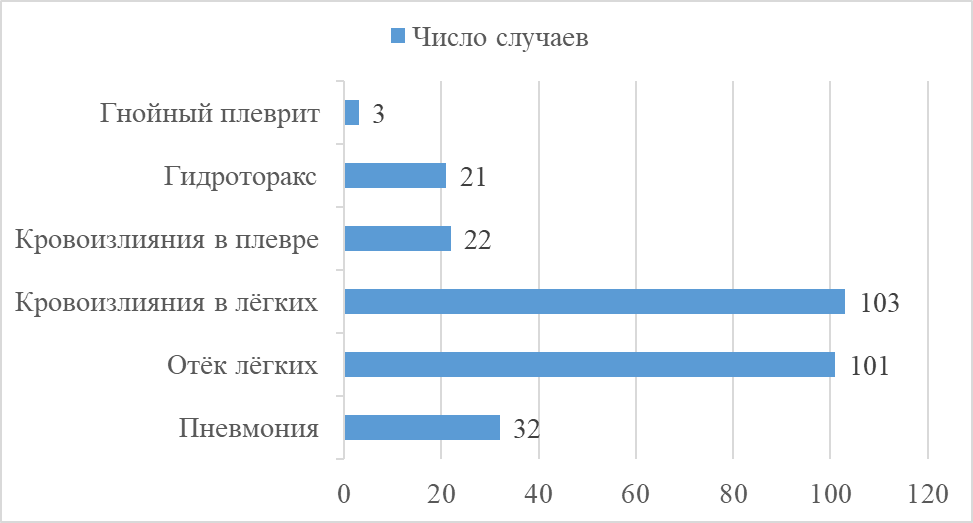 Число случаев
Гнойный плеврит 3
Гидроторакс 21
Кровоизлияния в плевре 22
Кровоизлияния в лёгких 103
Отёк лёгких 101
Пневмония 32
0 20 40 60 80 100 120